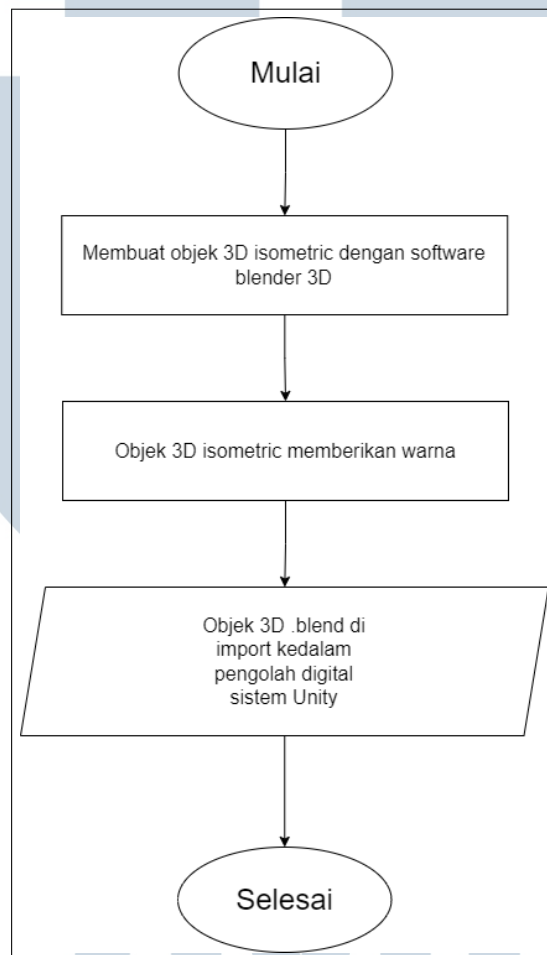 Mulai
Membuat objek 3D isometric dengan software
blender 3D
Objek 3D isometric memberikan warna
Objek 3D .blend di
import kedalam
pengolah digital
sistem Unity
Selesai